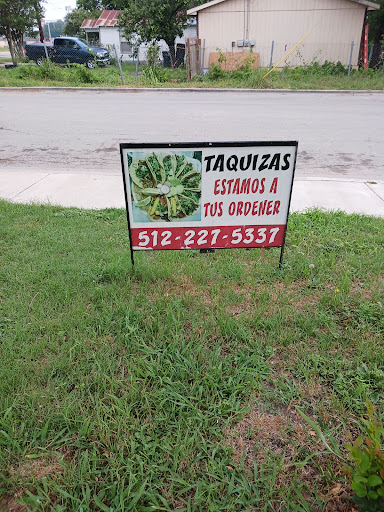 TAQUIZAS
ESTAMOS A
TUS ORDENER
512-227-5337